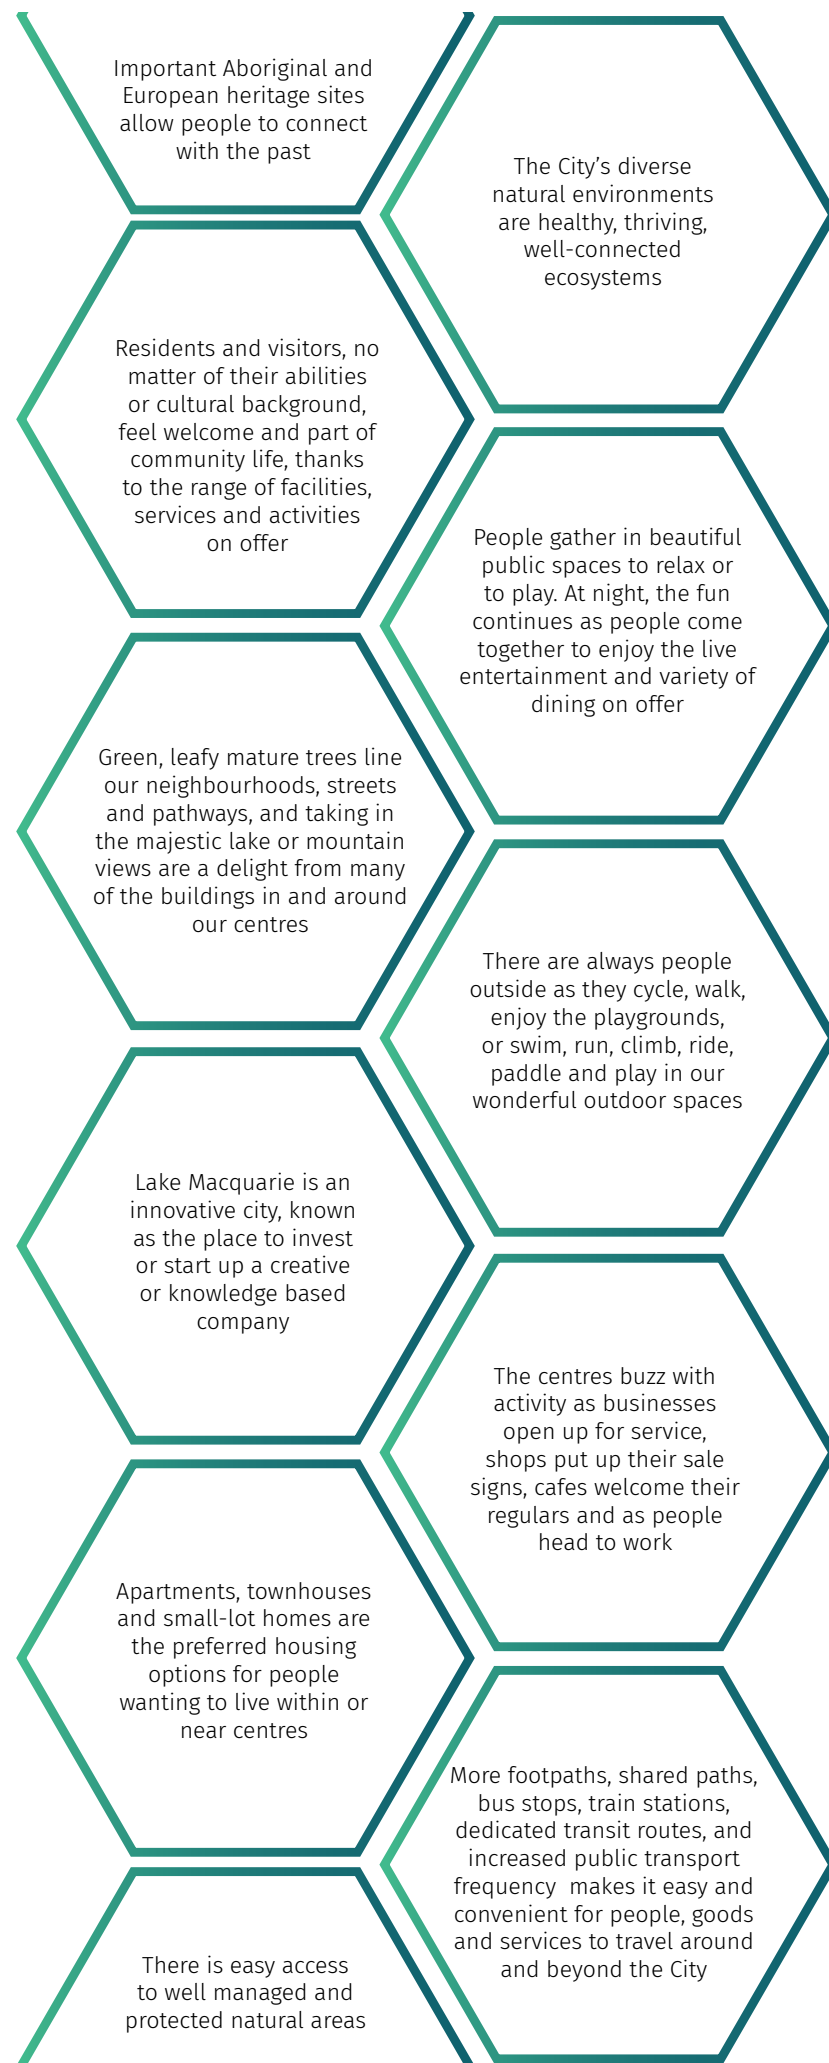 Important Aboriginal and
European heritage sites
allow people to connect
with the past
The City’s diverse
natural environments
are healthy, thriving,
well-connected
ecosystems
Residents and visitors, no
matter of their abilities
or cultural background,
feel welcome and part of
community life, thanks
to the range of facilities,
services and activities
on offer
People gather in beautiful
public spaces to relax or
to play. At night, the fun
continues as people come
together to enjoy the live
entertainment and variety of
dining on offer
Green, leafy mature trees line
our neighbourhoods, streets
and pathways, and taking in
the majestic lake or mountain
views are a delight from many
of the buildings in and around
our centres
There are always people
outside as they cycle, walk,
enjoy the playgrounds,
or swim, run, climb, ride,
paddle and play in our
wonderful outdoor spaces
Lake Macquarie is an
innovative city, known
as the place to invest
or start up a creative
or knowledge based
company
The centres buzz with
activity as businesses
open up for service,
shops put up their sale
signs, cafes welcome their
regulars and as people
head to work
Apartments, townhouses
and small-lot homes are
the preferred housing
options for people
wanting to live within or
near centres
More footpaths, shared paths,
bus stops, train stations,
dedicated transit routes, and
increased public transport
frequency  makes it easy and
convenient for people, goods
and services to travel around
and beyond the City
There is easy access
to well managed and
protected natural areas